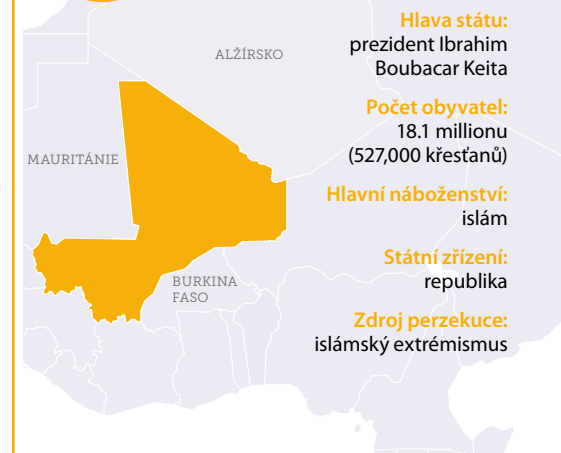 Hlava státu:
prezident Ibrahim
Boubacar Keita
ALŽÍRSKO
Počet obyvatel:
18.1 millionu
(527,000 křesťanů)
MAURITÁNIE
Hlavní náboženství:
islám
Státní zřízení:
republika
BURKINA
FASO
Zdroj perzekuce:
islámský extrémismus